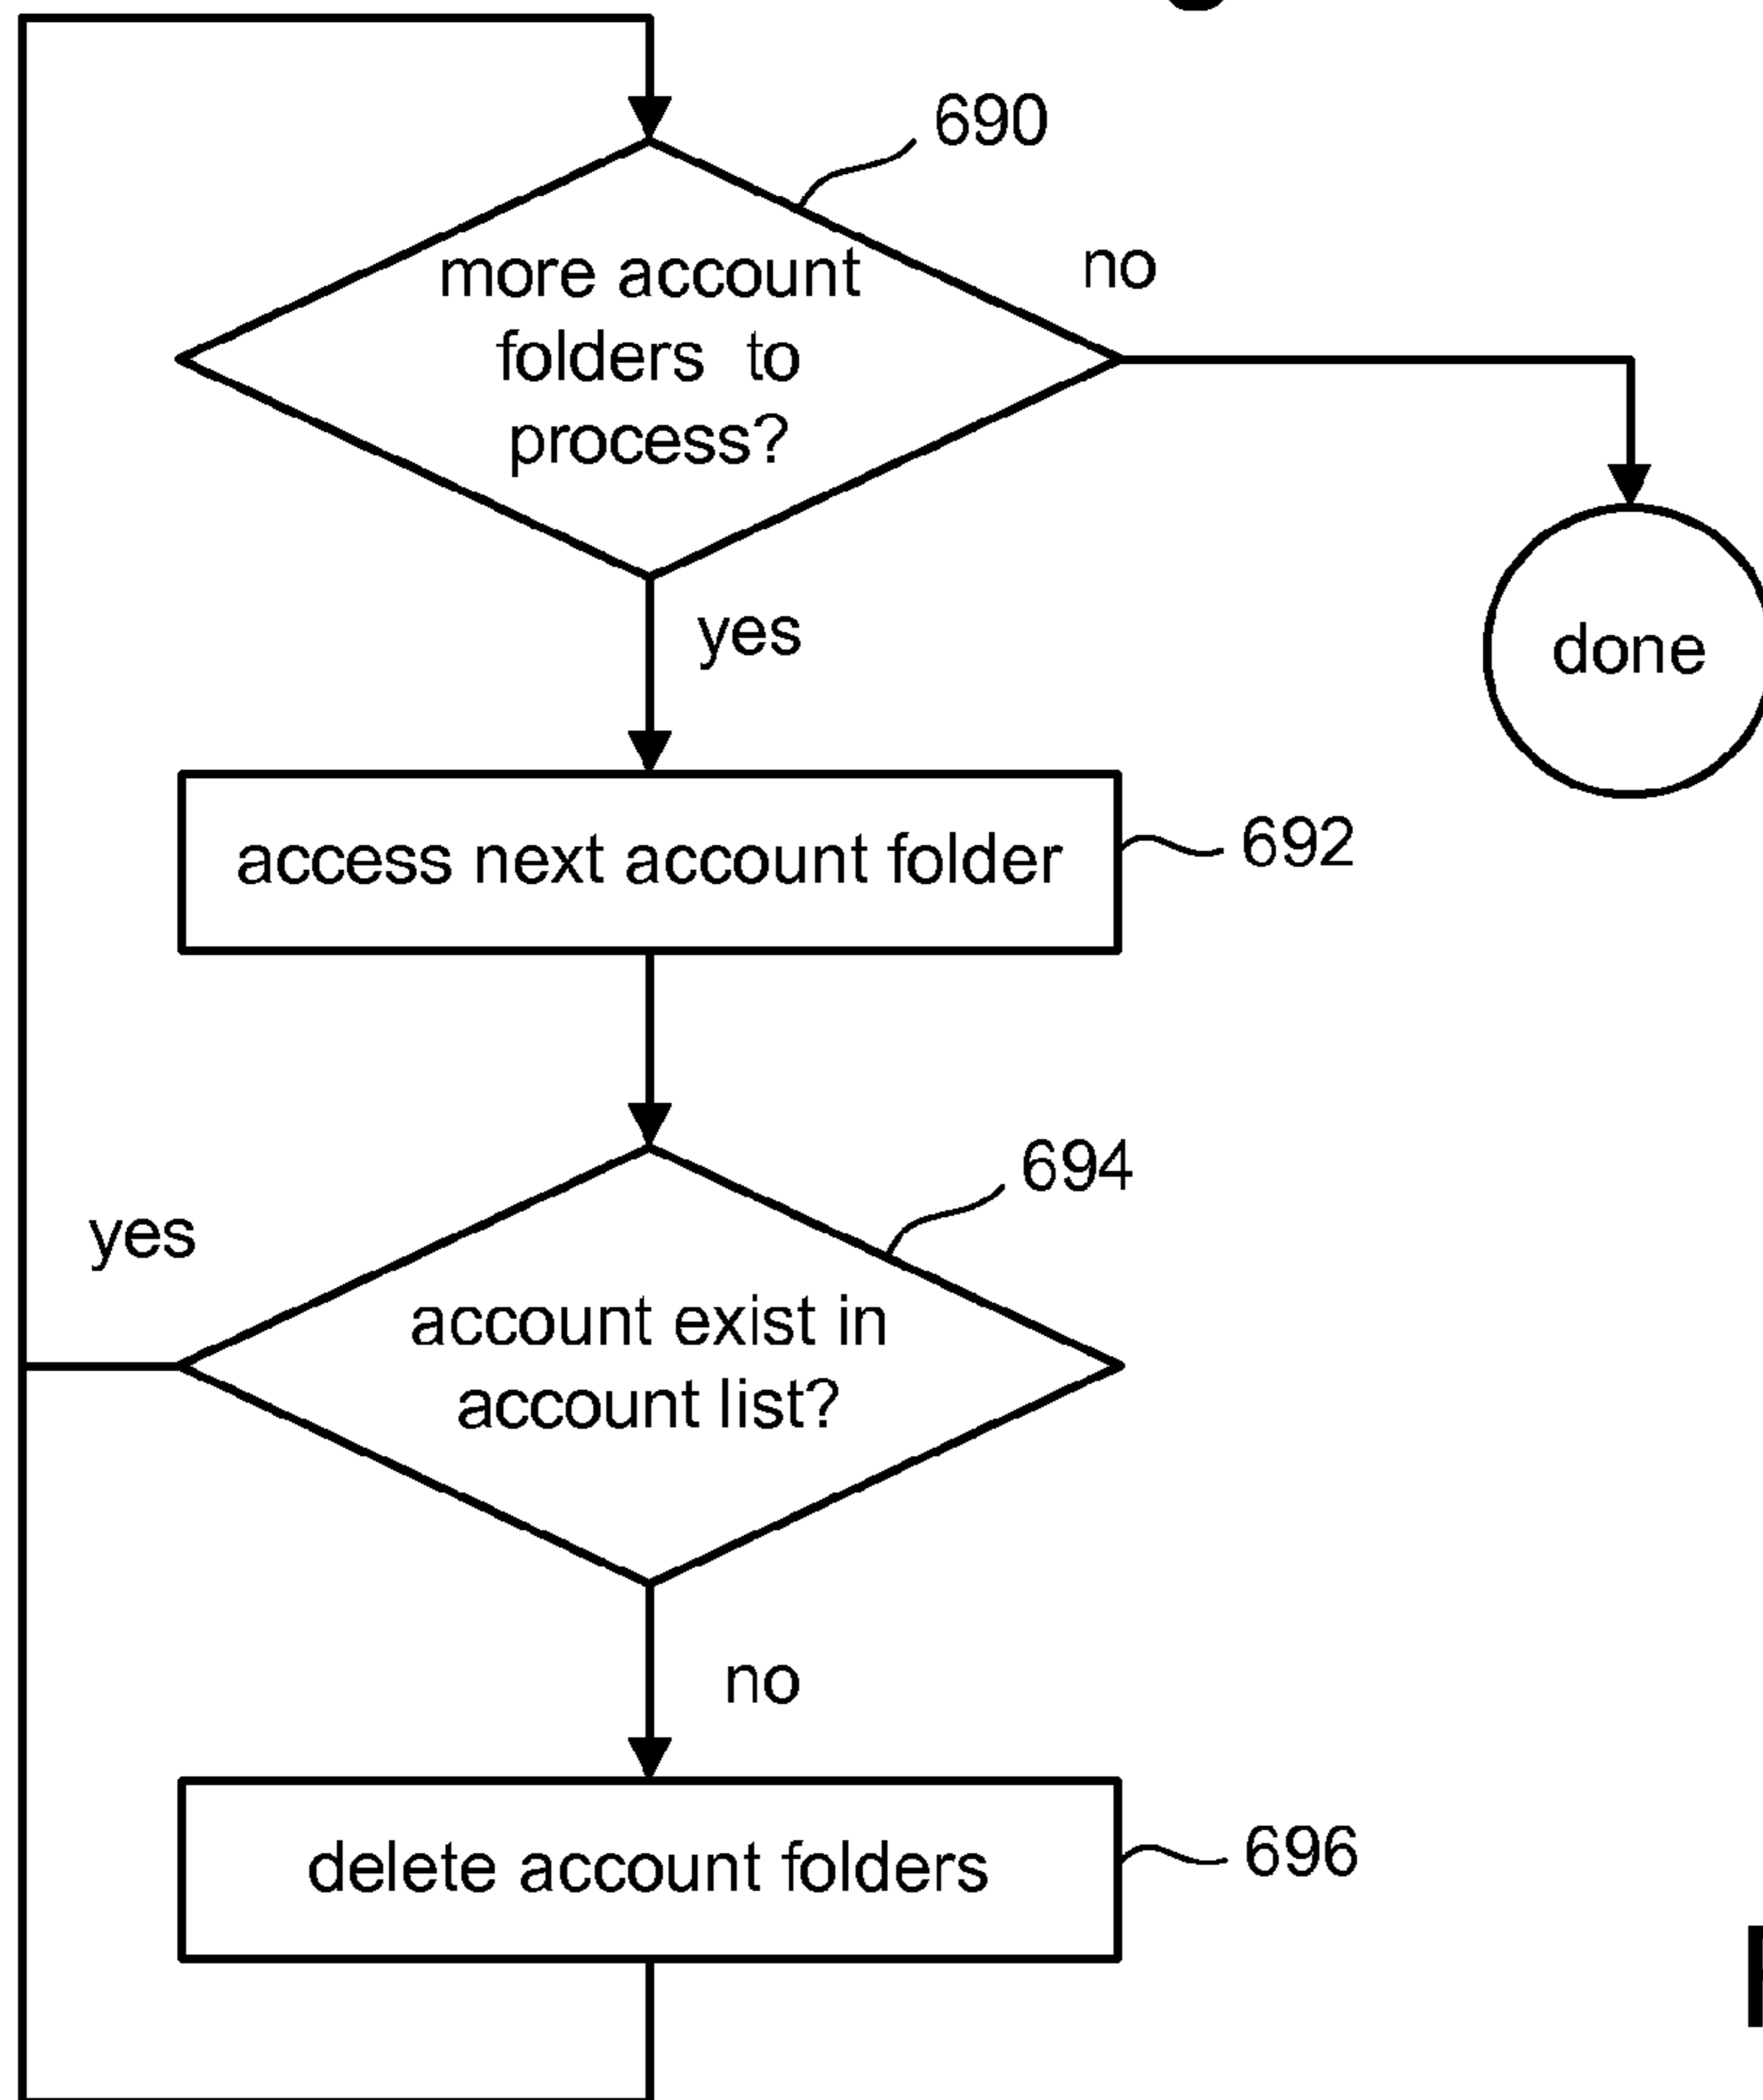 690
more account
folders to
process?
no
yes
done
access next account folder
692
694
yes
account exist in
account list?
no
delete account folders
696